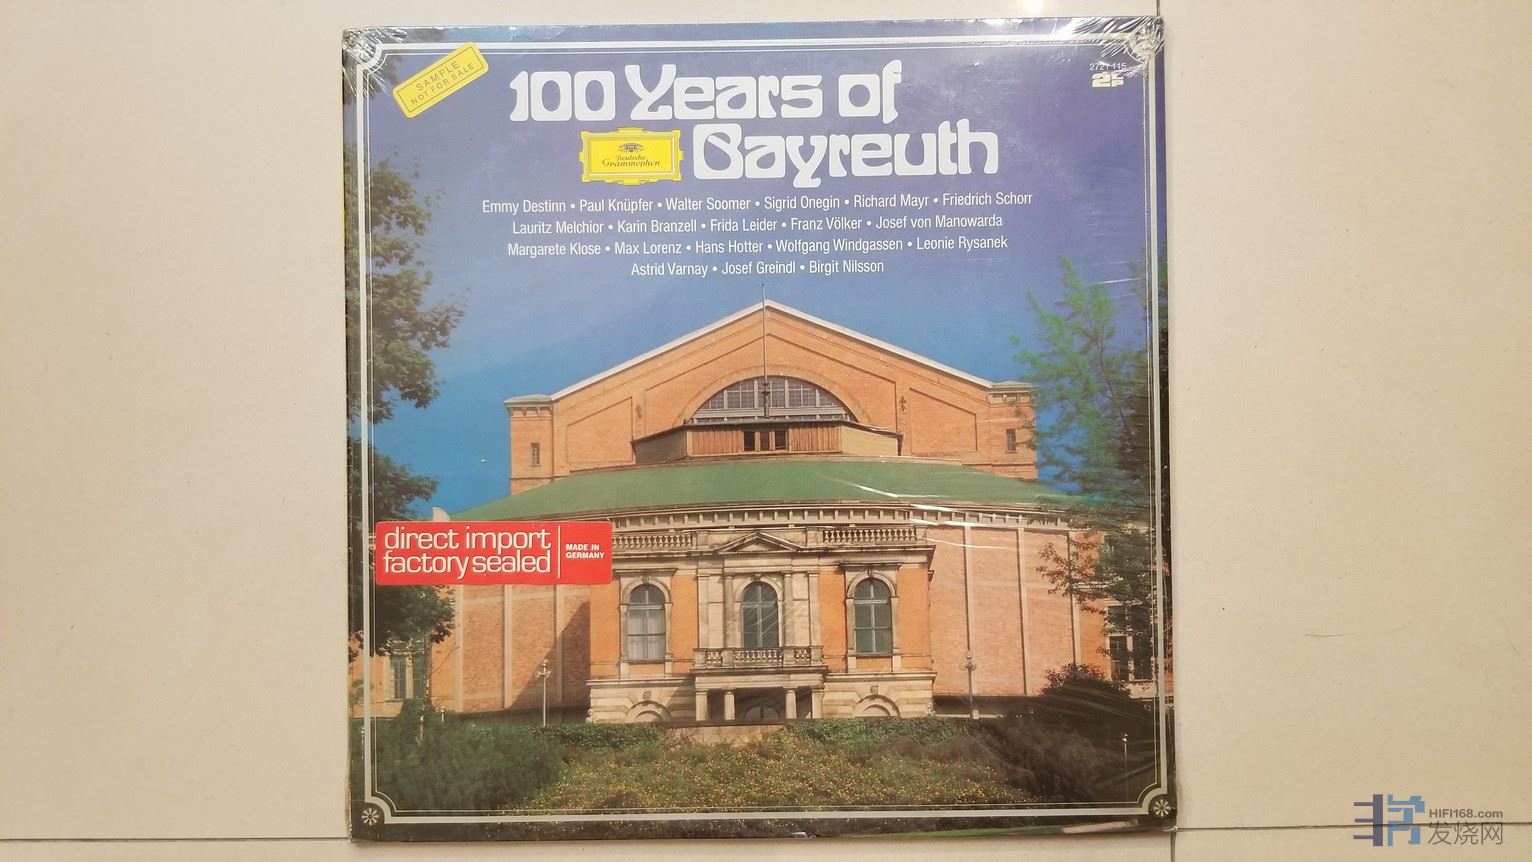 SAMPLE
NOT FOR SALE
2721 115
2
100 Years of
Bayreuth
Deutsche
Grammophon
Emmy Destinn • Paul Knüpfer • Walter Soomer • Sigrid Onegin • Richard Mayr • Friedrich Schorr
Lauritz Melchior • Karin Branzell • Frida Leider • Franz Völker • Josef von Manowarda
Margarete Klose • Max Lorenz • Hans Hotter • Wolfgang Windgassen • Leonie Rysanek
Astrid Varnay • Josef Greindl • Birgit Nilsson
direct import
factory sealed
MADE IN
GERMANY
HIFI168.com
发烧网